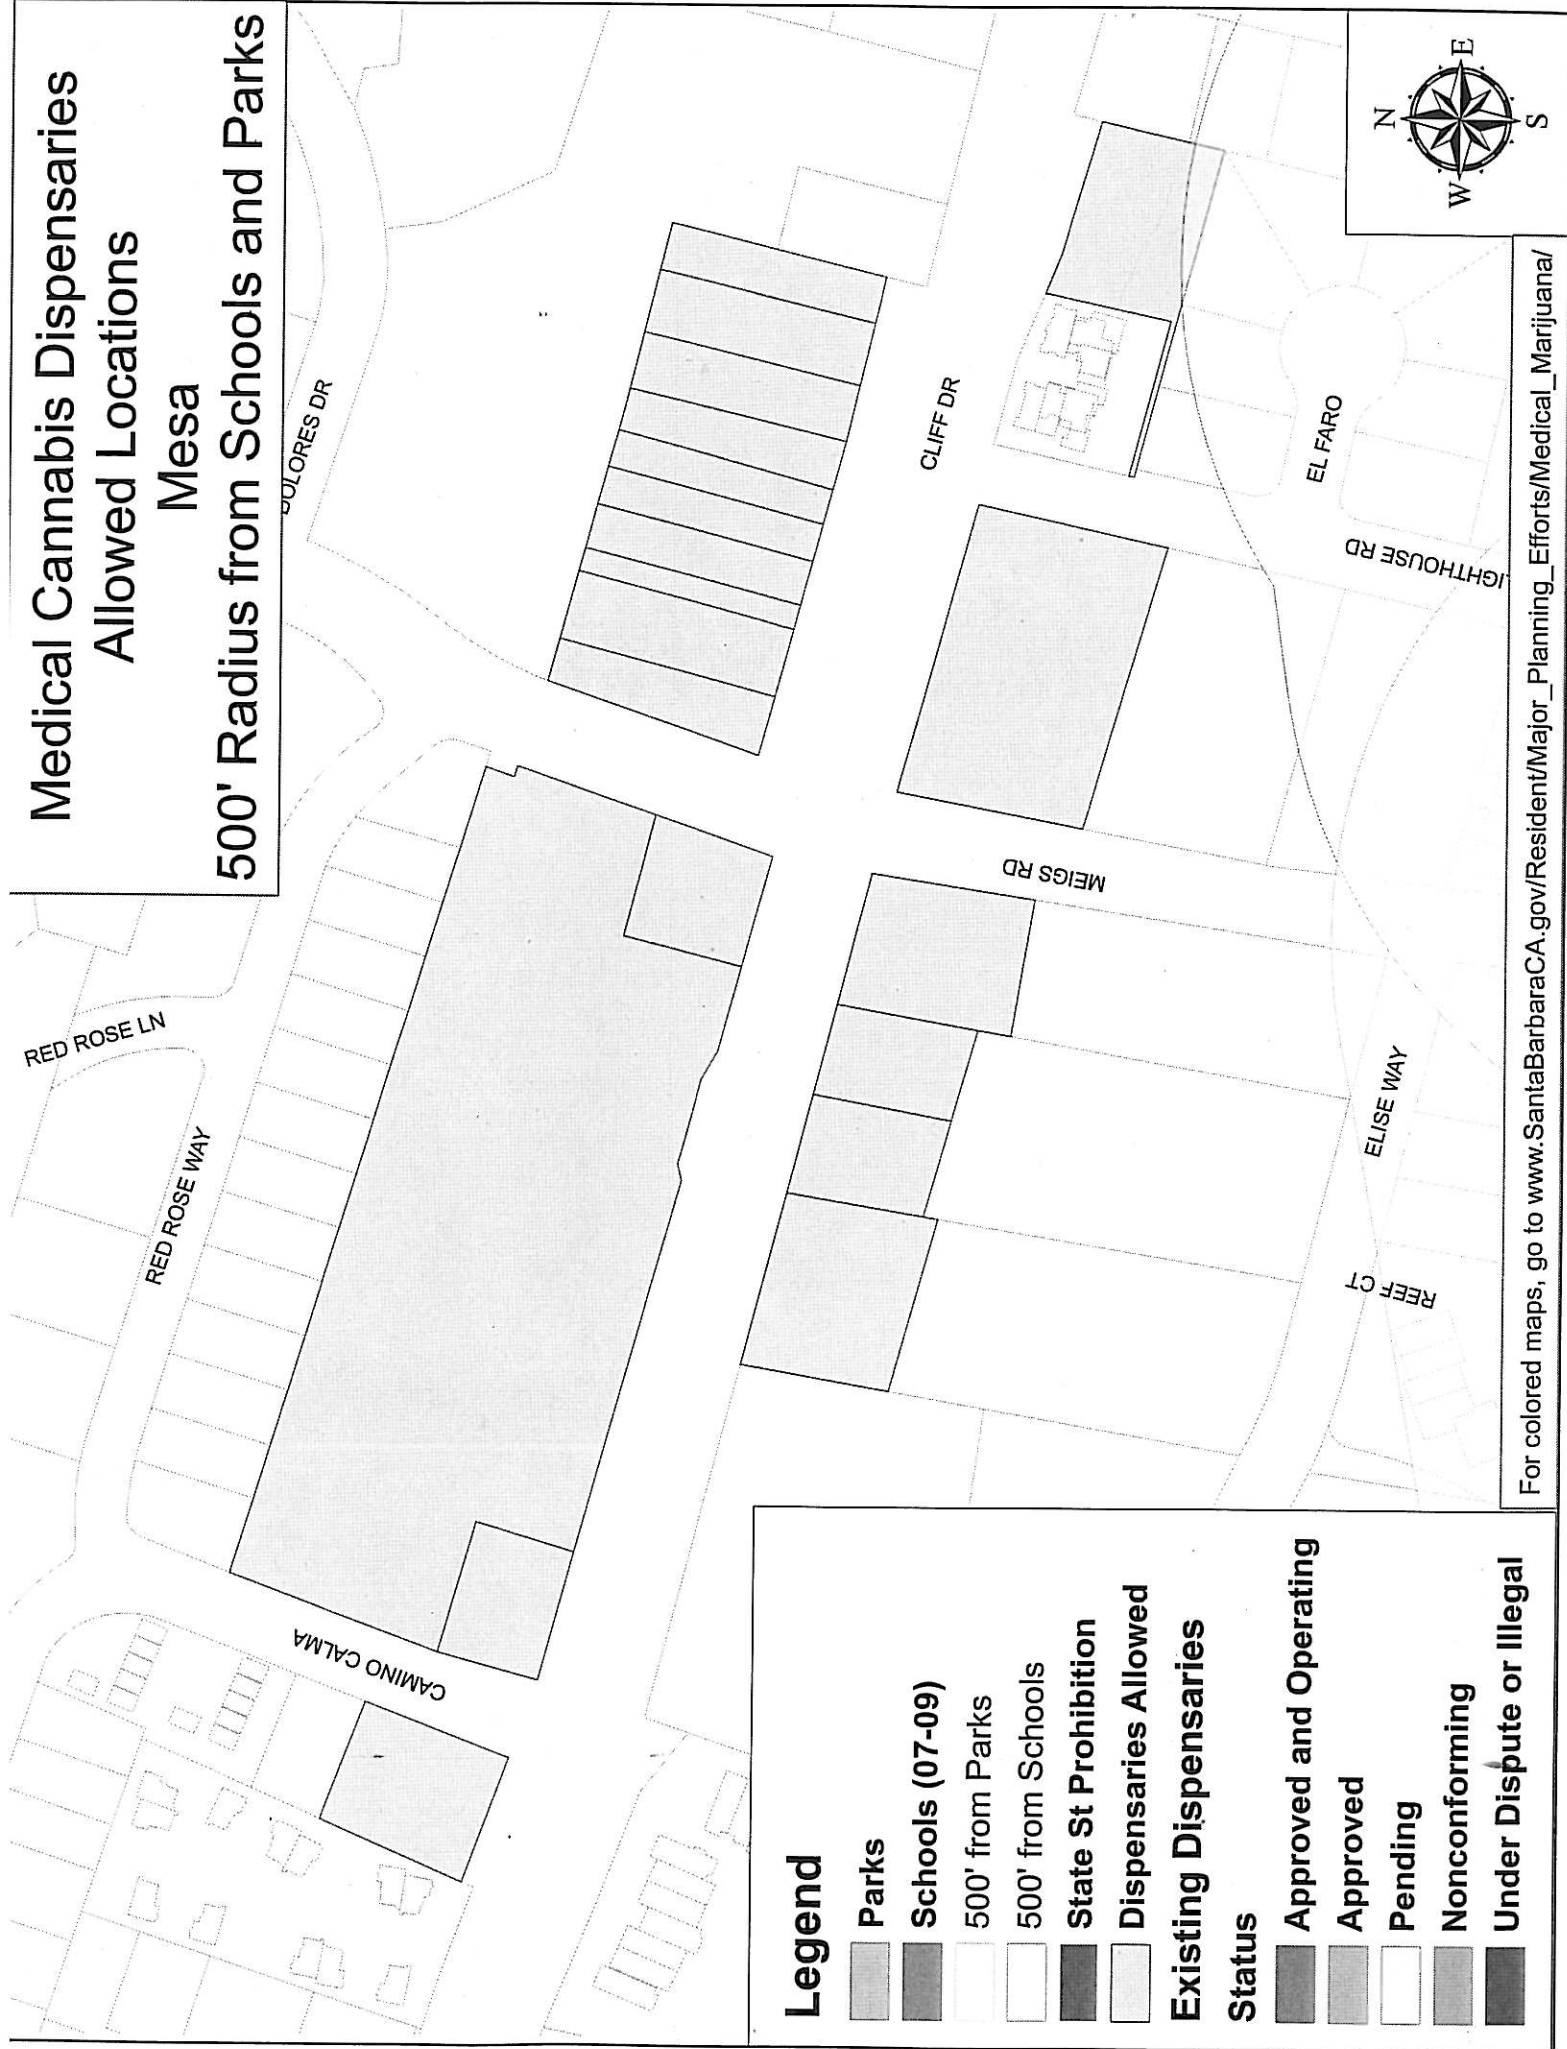 Medical Cannabis Dispensaries
Allowed Locations
Mesa
500' Radius from Schools and Parks
DOLORES DR
RED ROSE LN
RED ROSE WAY
CAMINO CALMA
CLIFF DR
MEIGS RD
LIGHTHOUSE RD
EL FARO
ELISE WAY
REEF CT
N
E
S
W
Legend
Parks
Schools (07-09)
500' from Parks
500' from Schools
State St Prohibition
Dispensaries Allowed
Existing Dispensaries
Status
Approved and Operating
Approved
Pending
Nonconforming
Under Dispute or Illegal
For colored maps, go to www.SantaBarbaraCA.gov/Resident/Major_Planning_Efforts/Medical_Marijuana/